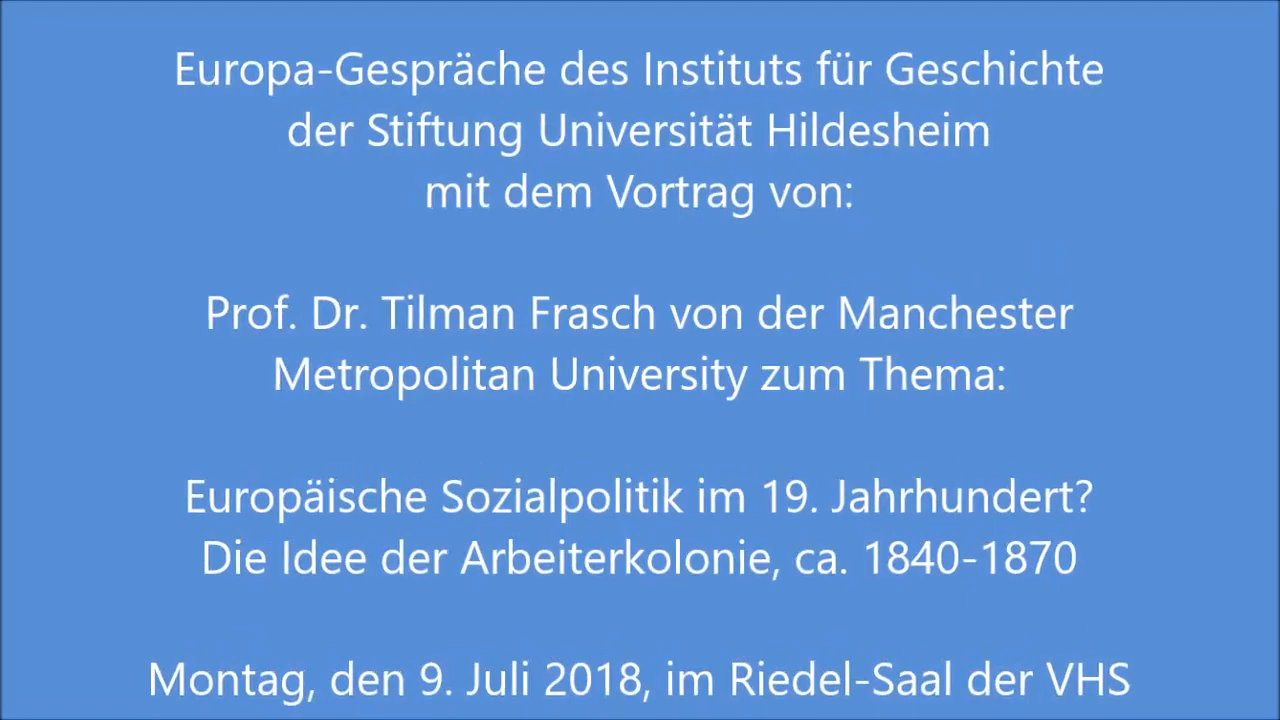 Europa-Gespräche des Instituts für Geschichte
der Stiftung Universität Hildesheim
mit dem Vortrag von:
Prof. Dr. Tilman Frasch von der Manchester
Metropolitan University zum Thema:
Europäische Sozialpolitik im 19. Jahrhundert?
Die Idee der Arbeiterkolonie, ca. 1840-1870
Montag, den 9. Juli 2018, im Riedel-Saal der VHS